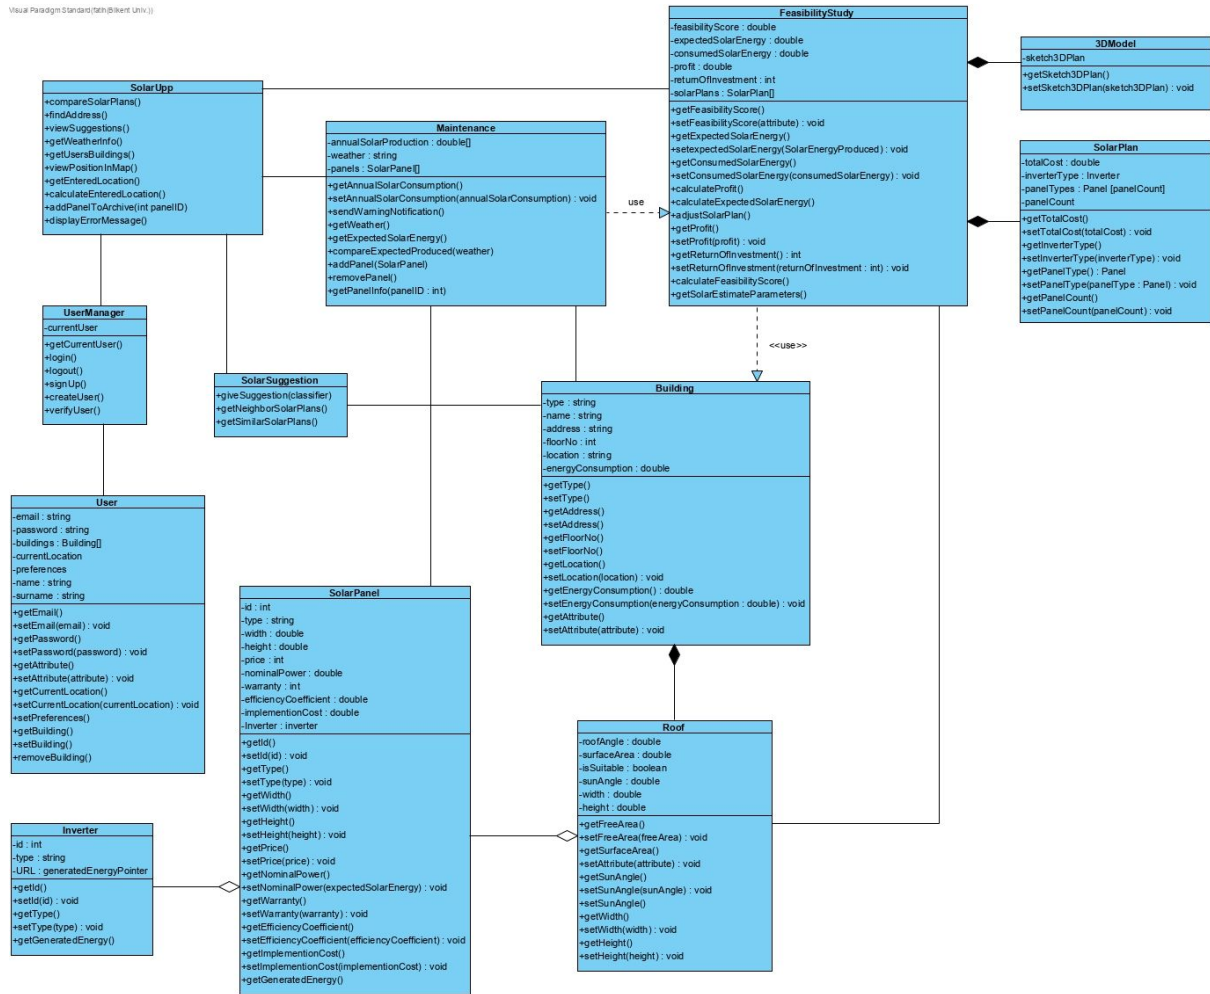 Visual Paradigm Standard(fatih(Bilkent Univ.))
FeasibilityStudy
-feasibilityScore : double
-expectedSolarEnergy : double
-consumedSolarEnergy : double
-profit : double
-returnOfInvestment : int
-solarPlans : SolarPlan[]
+getFeasibilityScore()
+setFeasibilityScore(attribute) : void
+getExpectedSolarEnergy()
+setexpectedSolarEnergy(SolarEnergyProduced) : void
+getConsumedSolarEnergy()
+setConsumedSolarEnergy(consumedSolarEnergy) : void
+calculateProfit()
+calculateExpectedSolarEnergy()
+adjustSolarPlan()
+getProfit()
+setProfit(profit) : void
+getReturnOfInvestment() : int
+setReturnOfInvestment(returnOfInvestment : int) : void
+calculateFeasibilityScore()
+getSolarEstimateParameters()
3DModel
-sketch3DPlan
+getSketch3DPlan()
+setSketch3DPlan(sketch3DPlan) : void
SolarUpp
+compareSolarPlans()
+findAddress()
+viewSuggestions()
+getWeatherInfo()
+getUsersBuildings()
+viewPositionInMap()
+getEnteredLocation()
+calculateEnteredLocation()
+addPanelToArchive(int panelID)
+displayErrorMessage()
Maintenance
-annualSolarProduction : double[]
-weather : string
-panels : SolarPanel[]
+getAnnualSolarConsumption()
+setAnnualSolarConsumption(annualSolarConsumption) : void
+sendWarningNotification()
+getWeather()
+getExpectedSolarEnergy()
+compareExpectedProduced(weather)
+addPanel(SolarPanel)
+removePanel()
+getPanelInfo(panelID : int)
use
SolarPlan
-totalCost : double
-inverterType : Inverter
-panelTypes : Panel [panelCount]
-panelCount
+getTotalCost()
+setTotalCost(totalCost) : void
+getInverterType()
+setInverterType(inverterType) : void
+getPanelType() : Panel
+setPanelType(panelType : Panel) : void
+getPanelCount()
+setPanelCount(panelCount) : void
UserManager
-currentUser
+getCurrentUser()
+login()
+logout()
+signUp()
+createUser()
+verifyUser()
<<use>>
SolarSuggestion
+giveSuggestion(classifier)
+getNeighborSolarPlans()
+getSimilarSolarPlans()
Building
-type : string
-name : string
-address : string
-floorNo : int
-location : string
-energyConsumption : double
+getType()
+setType()
+getAddress()
+setAddress()
+getFloorNo()
+setFloorNo()
+getLocation()
+setLocation(location) : void
+getEnergyConsumption() : double
+setEnergyConsumption(energyConsumption : double) : void
+getAttribute()
+setAttribute(attribute) : void
User
-email : string
-password : string
-buildings : Building[]
-currentLocation
-preferences
-name : string
-surname : string
+getEmail()
+setEmail(email) : void
+getPassword()
+setPassword(password) : void
+getAttribute()
+setAttribute(attribute) : void
+getCurrentLocation()
+setCurrentLocation(currentLocation) : void
+setPreferences()
+getBuilding()
+setBuilding()
+removeBuilding()
SolarPanel
-id : int
-type : string
-width : double
-height : double
-price : int
-nominalPower : double
-warranty : int
-efficiencyCoefficient : double
-implementionCost : double
-Inverter : inverter
+getId()
+setId(id) : void
+getType()
+setType(type) : void
+getWidth()
+setWidth(width) : void
+getHeight()
+setHeight(height) : void
+getPrice()
+setPrice(price) : void
+getNominalPower()
+setNominalPower(expectedSolarEnergy) : void
+getWarranty()
+setWarranty(warranty) : void
+getEfficiencyCoefficient()
+setEfficiencyCoefficient(efficiencyCoefficient) : void
+getImplementionCost()
+setImplementionCost(implementionCost) : void
+getGeneratedEnergy()
Roof
-roofAngle : double
-surfaceArea : double
-isSuitable : boolean
-sunAngle : double
-width : double
-height : double
+getFreeArea()
+setFreeArea(freeArea) : void
+getSurfaceArea()
+setAttribute(attribute) : void
+getSunAngle()
+setSunAngle(sunAngle) : void
+setSunAngle()
+getWidth()
+setWidth(width) : void
+getHeight()
+setHeight(height) : void
Inverter
-id : int
-type : string
-URL : generatedEnergyPointer
+getId()
+setId(id) : void
+getType()
+setType(type) : void
+getGeneratedEnergy()